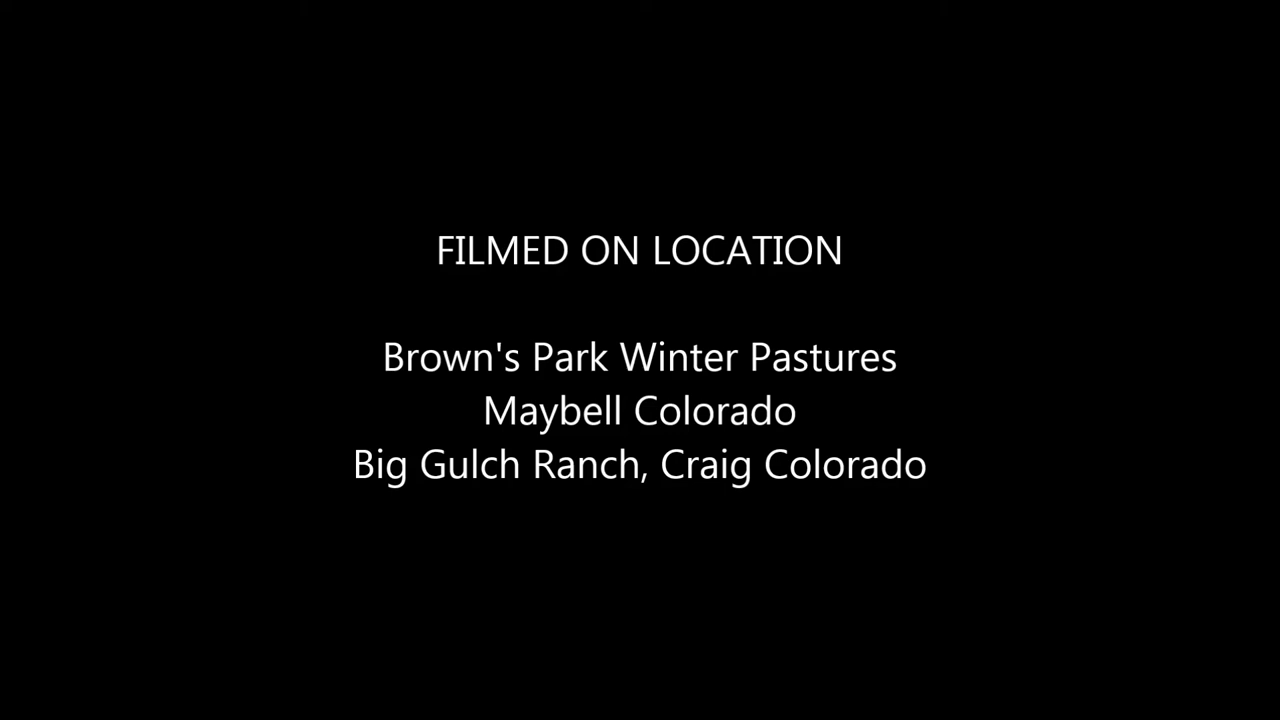 FILMED ON LOCATION
Brown's Park Winter Pastures
Maybell Colorado
Big Gulch Ranch, Craig Colorado